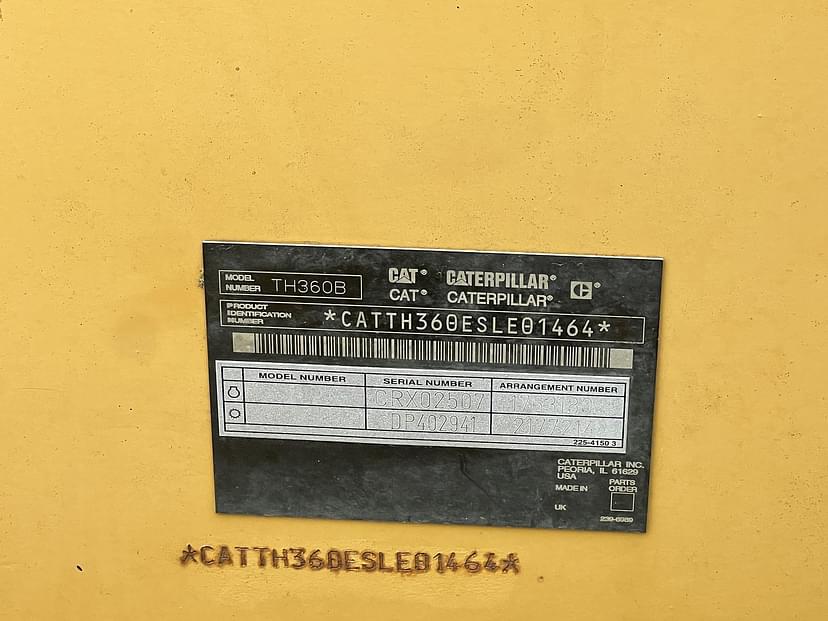 MODEL NUMBER TH360B
CAT® CATERPILLAR®
CAT® CATERPILLAR®
PRODUCT IDENTIFICATION NUMBER *CATTH360ESLE01464*
MODEL NUMBER SERIAL NUMBER ARRANGEMENT NUMBER
CRX02507
DP402941
225-4150 3
CATERPILLAR INC.
PEORIA, IL 61629
USA
MADE IN
UK
PARTS
ORDER
239-6989
*CATTH360ESLE01464*